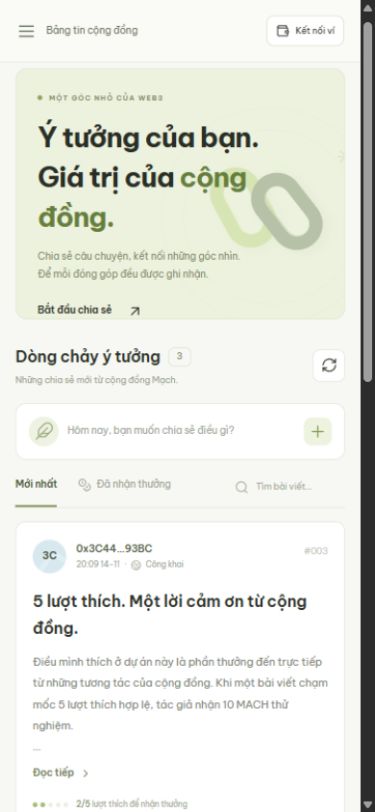 Bảng tin cộng đồng
Kết nối ví
MỘT GÓC NHỎ CỦA WEB3
Ý tưởng của bạn.
Giá trị của cộng
đồng.
Chia sẻ câu chuyện, kết nối những góc nhìn.
Để mỗi đóng góp đều được ghi nhận.
Bắt đầu chia sẻ
Dòng chảy ý tưởng 3
Những chia sẻ mới từ cộng đồng Mạch.
Hôm nay, bạn muốn chia sẻ điều gì?
Mới nhất
Đã nhận thưởng
Tìm bài viết...
3C
0x3C44...93BC
#003
20:09 14-11 · Công khai
5 lượt thích. Một lời cảm ơn từ cộng
đồng.
Điều mình thích ở dự án này là phần thưởng đến trực tiếp
từ những tương tác của cộng đồng. Khi một bài viết chạm
mốc 5 lượt thích hợp lệ, tác giả nhận 10 MACH thử
nghiệm.
...
Đọc tiếp
2/5 lượt thích để nhận thưởng